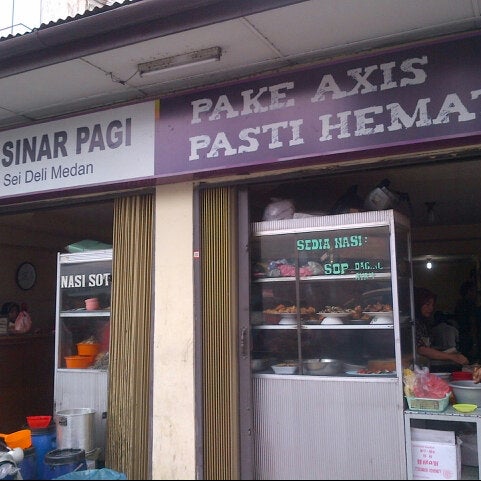 SINAR PAGI
Sei Deli Medan
PAKE AXIS
PASTI HEMAT
NASI SOT
SEDIA NASI:
SOP